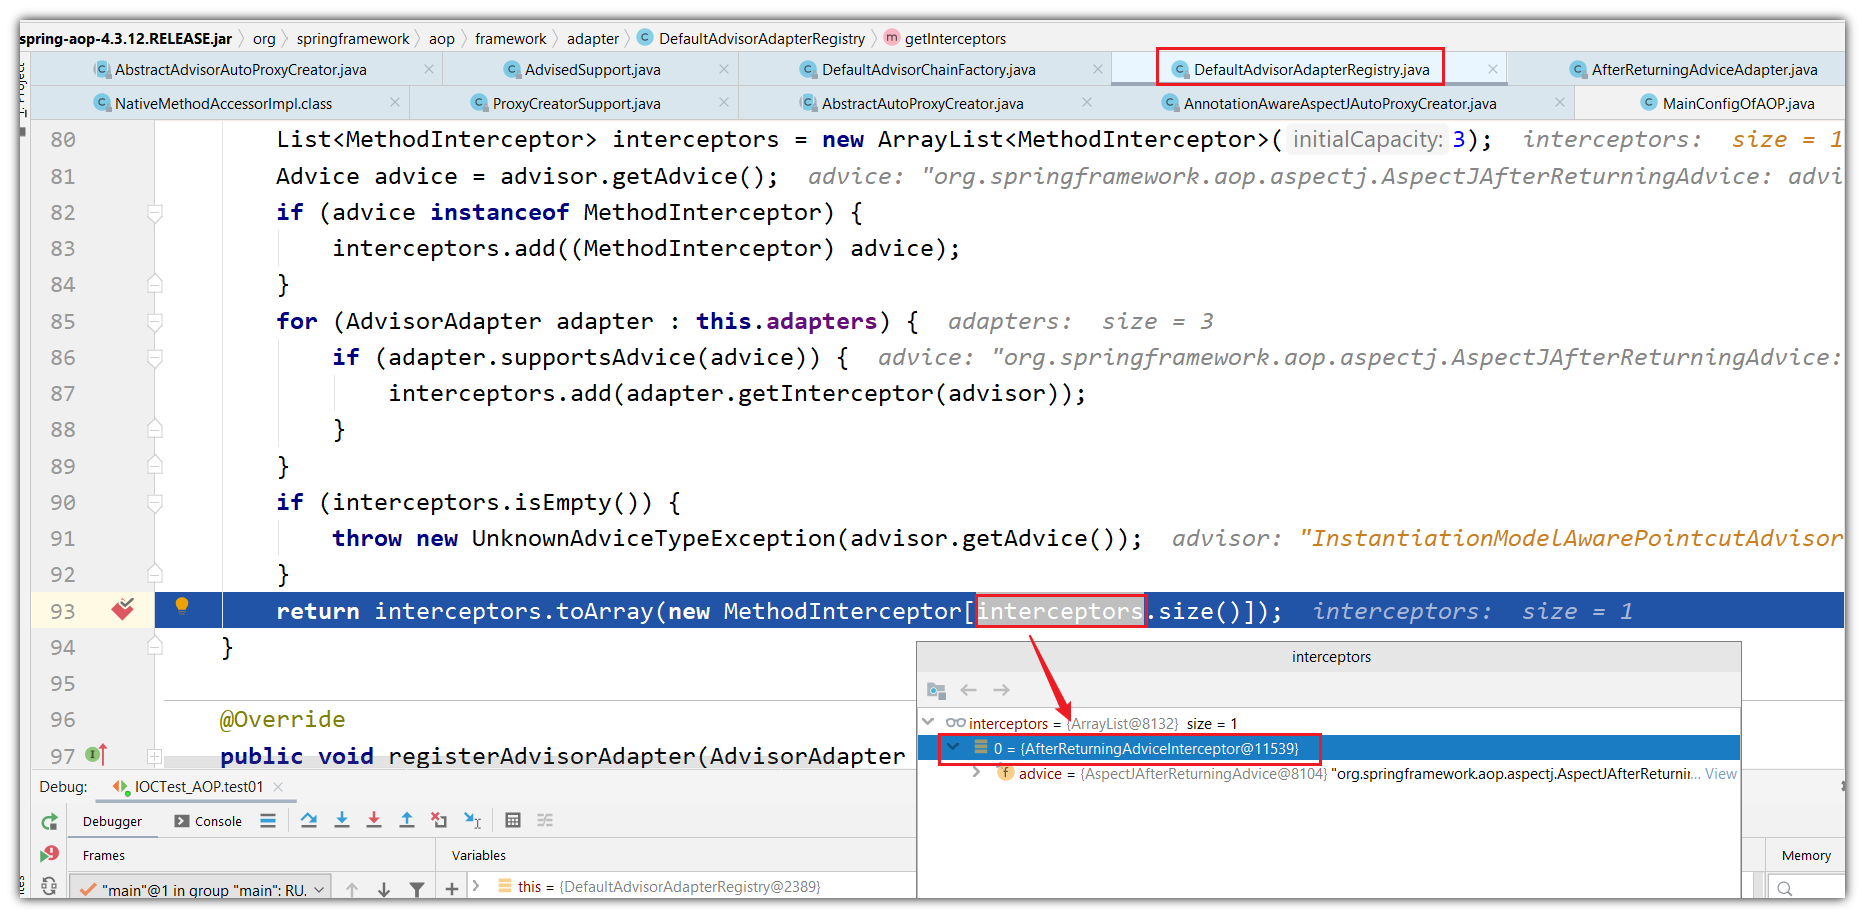 spring-aop-4.3.12.RELEASE.jar org springframework aop framework adapter DefaultAdvisorAdapterRegistry getInterceptors
AbstractAdvisorAutoProxyCreator.java AdvisedSupport.java DefaultAdvisorChainFactory.java DefaultAdvisorAdapterRegistry.java AfterReturningAdviceAdapter.java
NativeMethodAccessorImpl.class ProxyCreatorSupport.java AbstractAutoProxyCreator.java AnnotationAwareAspectJAutoProxyCreator.java MainConfigOfAOP.java
80 List<MethodInterceptor> interceptors = new ArrayList<MethodInterceptor>( initialCapacity: 3); interceptors: size = 1
81 Advice advice = advisor.getAdvice(); advice: "org.springframework.aop.aspectj.AspectJAfterReturningAdvice: advi
82 if (advice instanceof MethodInterceptor) {
83 interceptors.add((MethodInterceptor) advice);
84 }
85 for (AdvisorAdapter adapter : this.adapters) { adapters: size = 3
86 if (adapter.supportsAdvice(advice)) { advice: "org.springframework.aop.aspectj.AspectJAfterReturningAdvice:
87 interceptors.add(adapter.getInterceptor(advisor));
88 }
89 }
90 if (interceptors.isEmpty()) {
91 throw new UnknownAdviceTypeException(advisor.getAdvice()); advisor: "InstantiationModelAwarePointcutAdvisor
92 }
93 return interceptors.toArray(new MethodInterceptor[interceptors.size()]); interceptors: size = 1
94 }
95
96 @Override
97 public void registerAdvisorAdapter(AdvisorAdapter
interceptors
interceptors = {ArrayList@8132} size = 1
0 = {AfterReturningAdviceInterceptor@11539}
f advice = {AspectJAfterReturningAdvice@8104} "org.springframework.aop.aspectj.AspectJAfterReturnin... View
Debug: IOCTest_AOP.test01
Debugger Console
Frames Variables Memory
"main"@1 in group "main": RU. this = {DefaultAdvisorAdapterRegistry@2389}